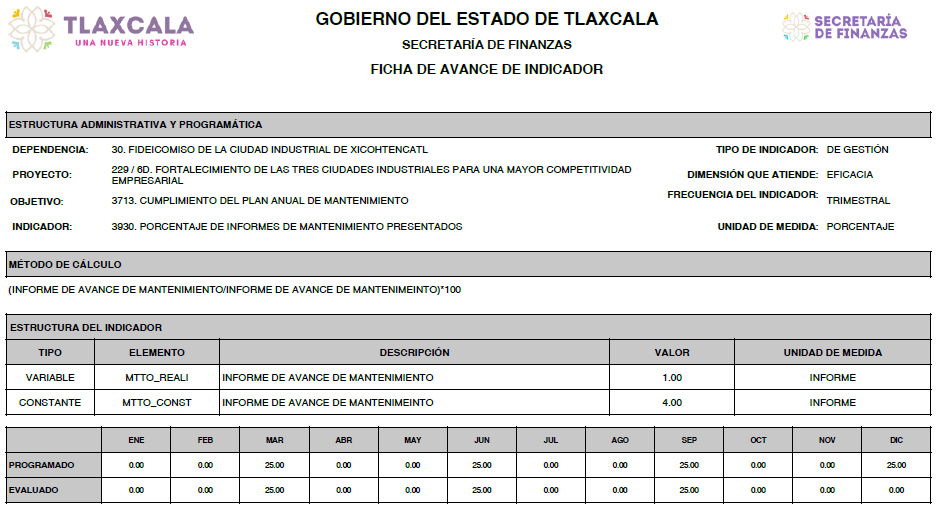 TLAXCALA
UNA NUEVA HISTORIA
GOBIERNO DEL ESTADO DE TLAXCALA
SECRETARÍA DE FINANZAS
FICHA DE AVANCE DE INDICADOR
SECRETARÍA
DE FINANZAS
ESTRUCTURA ADMINISTRATIVA Y PROGRAMÁTICA
DEPENDENCIA: 30. FIDEICOMISO DE LA CIUDAD INDUSTRIAL DE XICOHTENCATL TIPO DE INDICADOR: DE GESTIÓN
PROYECTO: 229 / 6D. FORTALECIMIENTO DE LAS TRES CIUDADES INDUSTRIALES PARA UNA MAYOR COMPETITIVIDAD
EMPRESARIAL
DIMENSIÓN QUE ATIENDE: EFICACIA
OBJETIVO: 3713. CUMPLIMIENTO DEL PLAN ANUAL DE MANTENIMIENTO FRECUENCIA DEL INDICADOR: TRIMESTRAL
INDICADOR: 3930. PORCENTAJE DE INFORMES DE MANTENIMIENTO PRESENTADOS UNIDAD DE MEDIDA: PORCENTAJE
MÉTODO DE CÁLCULO
(INFORME DE AVANCE DE MANTENIMIENTO/INFORME DE AVANCE DE MANTENIMEINTO)*100
ESTRUCTURA DEL INDICADOR
TIPO ELEMENTO DESCRIPCIÓN VALOR UNIDAD DE MEDIDA
VARIABLE MTTO_REALI INFORME DE AVANCE DE MANTENIMIENTO 1.00 INFORME
CONSTANTE MTTO_CONST INFORME DE AVANCE DE MANTENIMEINTO 4.00 INFORME
ENE FEB MAR ABR MAY JUN JUL AGO SEP OCT NOV DIC
PROGRAMADO 0.00 0.00 25.00 0.00 0.00 25.00 0.00 0.00 25.00 0.00 0.00 25.00
EVALUADO 0.00 0.00 25.00 0.00 0.00 25.00 0.00 0.00 25.00 0.00 0.00 0.00